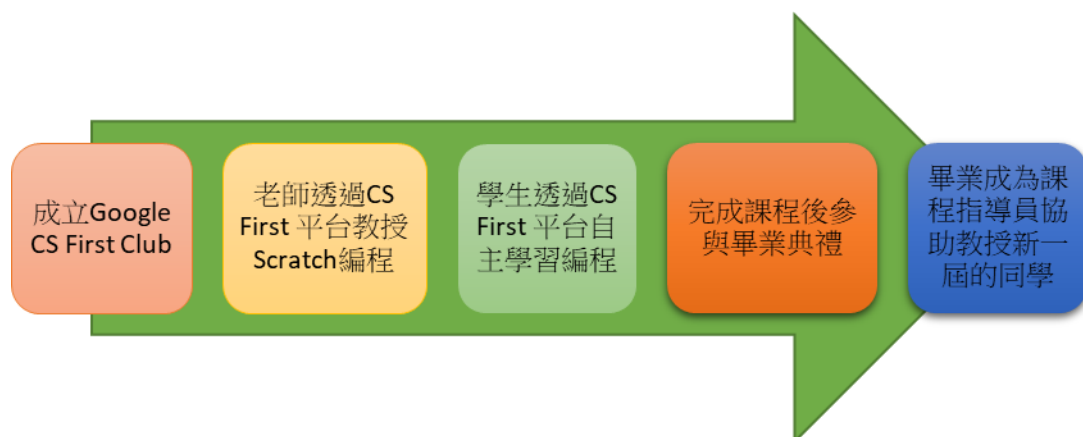 成立Google
CS First Club
老師透過CS
First 平台教授
Scratch編程
學生透過CS
First 平台自
主學習編程
完成課程後參
與畢業典禮
畢業成為課
程指導員協
助教授新一
屆的同學